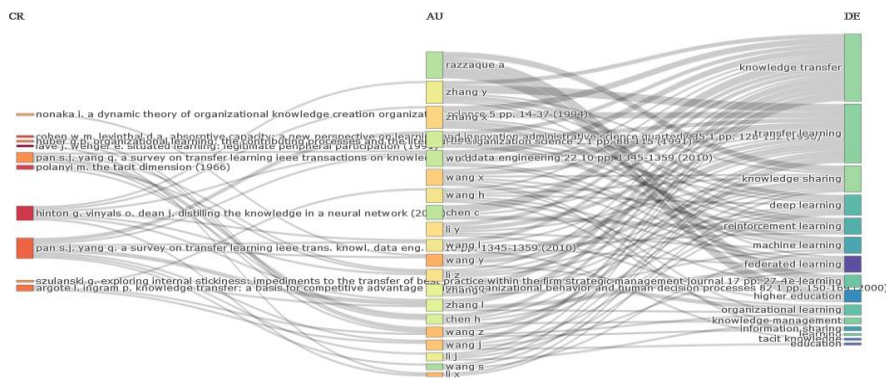 CR
AU
DE
nonaka i. a dynamic theory of organizational knowledge creation organization science 5 pp. 14-37 (1994)
cohen w.m. levinthal d.a. absorptive capacity: a new perspective on learning and innovation administrative science quarterly 35 1 pp. 128-152 (1990)
huber g.p. organizational learning: the contributing processes and the literatures organization science 2 1 pp. 88-115 (1991)
lave j. wenger e. situated learning: legitimate peripheral participation (1991)
pan s.j. yang q. a survey on transfer learning ieee transactions on knowledge and data engineering 22 10 pp. 1345-1359 (2010)
polanyi m. the tacit dimension (1966)
hinton g. vinyals o. dean j. distilling the knowledge in a neural network
pan s.j. yang q. a survey on transfer learning ieee trans. knowl. data eng. 1345-1359 (2010)
szulanski g. exploring internal stickiness: impediments to the transfer of best practice within the firm strategic management journal 17 pp. 27-
argote l. ingram p. knowledge transfer: a basis for competitive advantage organizational behavior and human decision processes 82 1 pp. 150-169 (2000)
razzaque a
zhang y
zhang x
wang x
wang h
chen c
li y
wang l
wang y
li z
zhang l
chen h
wang z
wang j
li j
wang s
li x
knowledge transfer
transfer learning
knowledge sharing
deep learning
reinforcement learning
machine learning
federated learning
e-learning
higher education
organizational learning
knowledge management
information sharing
learning
tacit knowledge
education